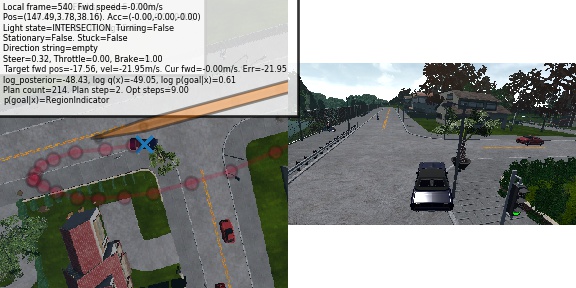 Local frame=540. Fwd speed=-0.00m/s
Pos=(147.49,3.78,38.16). Acc=(-0.00,-0.00,-0.00)
Light state=INTERSECTION. Turning=False
Stationary=False. Stuck=False
Direction string=empty
Steer=0.32, Throttle=0.00, Brake=1.00
Target fwd pos=-17.56, vel=-21.95m/s. Cur fwd=-0.00m/s. Err=-21.95
log_posterior=-48.43, log q(x)=-49.05, log p(goal|x)=0.61
Plan count=214. Plan step=2. Opt steps=9.00
p(goal|x)=RegionIndicator